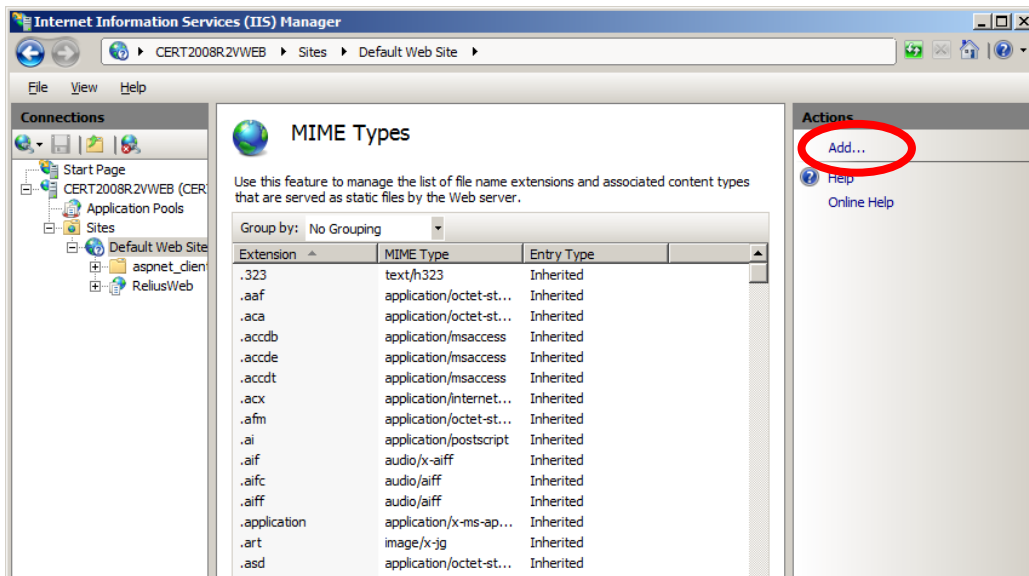 Internet Information Services (IIS) Manager
CERT2008R2VWEB Sites Default Web Site
File View Help
Connections
Start Page
CERT2008R2VWEB (CER
Application Pools
Sites
Default Web Site
aspnet_clien
ReliusWeb
MIME Types
Use this feature to manage the list of file name extensions and associated content types
that are served as static files by the Web server.
Group by: No Grouping
Extension MIME Type Entry Type
.323 text/h323 Inherited
.aaf application/octet-st... Inherited
.aca application/octet-st... Inherited
.accdb application/msaccess Inherited
.accde application/msaccess Inherited
.accdt application/msaccess Inherited
.acx application/internet... Inherited
.afm application/octet-st... Inherited
.ai application/postscript Inherited
.aif audio/x-aiff Inherited
.aifc audio/aiff Inherited
.aiff audio/aiff Inherited
.application application/x-ms-ap... Inherited
.art image/x-jg Inherited
.asd application/octet-st... Inherited
Actions
Add...
Help
Online Help